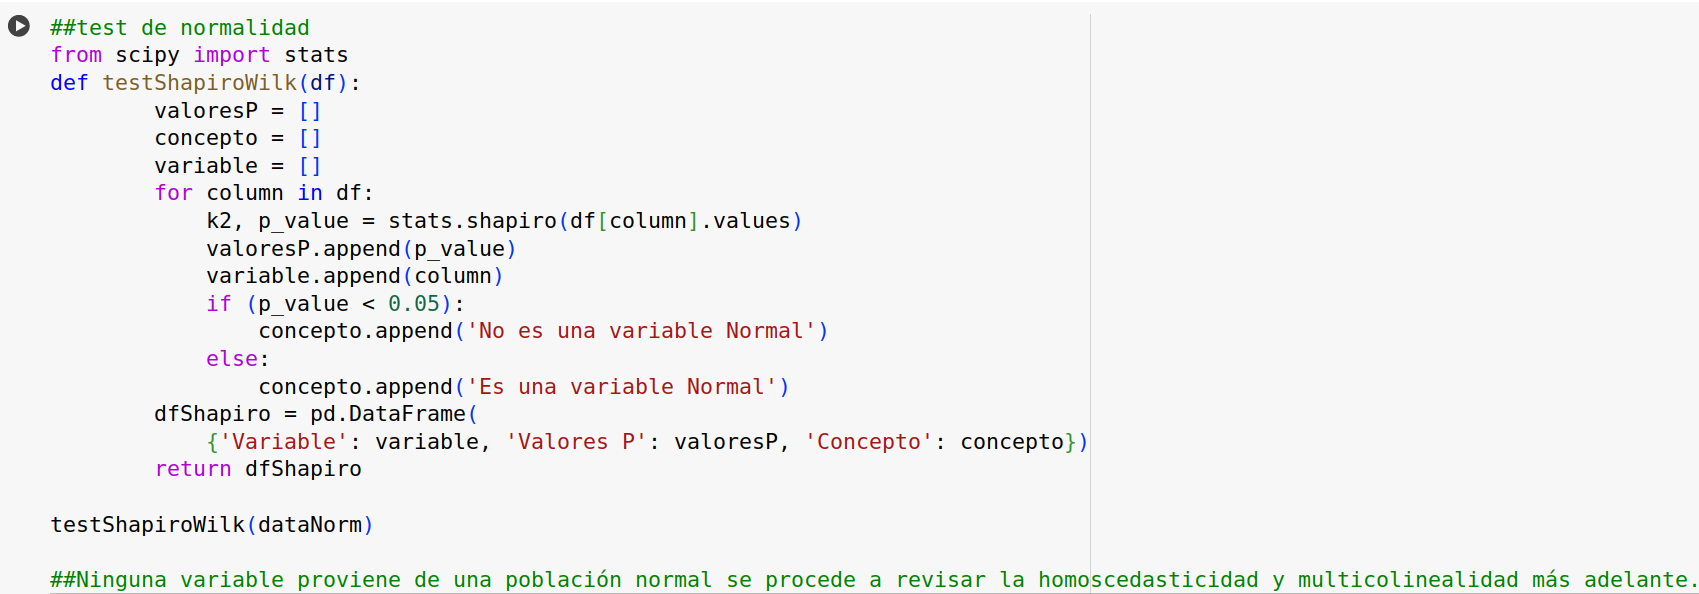 ##test de normalidad
from scipy import stats
def testShapiroWilk(df):
        valoresP = []
        concepto = []
        variable = []
        for column in df:
            k2, p_value = stats.shapiro(df[column].values)
            valoresP.append(p_value)
            variable.append(column)
            if (p_value < 0.05):
                concepto.append('No es una variable Normal')
            else:
                concepto.append('Es una variable Normal')
        dfShapiro = pd.DataFrame(
            {'Variable': variable, 'Valores P': valoresP, 'Concepto': concepto})
        return dfShapiro

testShapiroWilk(dataNorm)

##Ninguna variable proviene de una población normal se procede a revisar la homoscedasticidad y multicolinealidad más adelante.